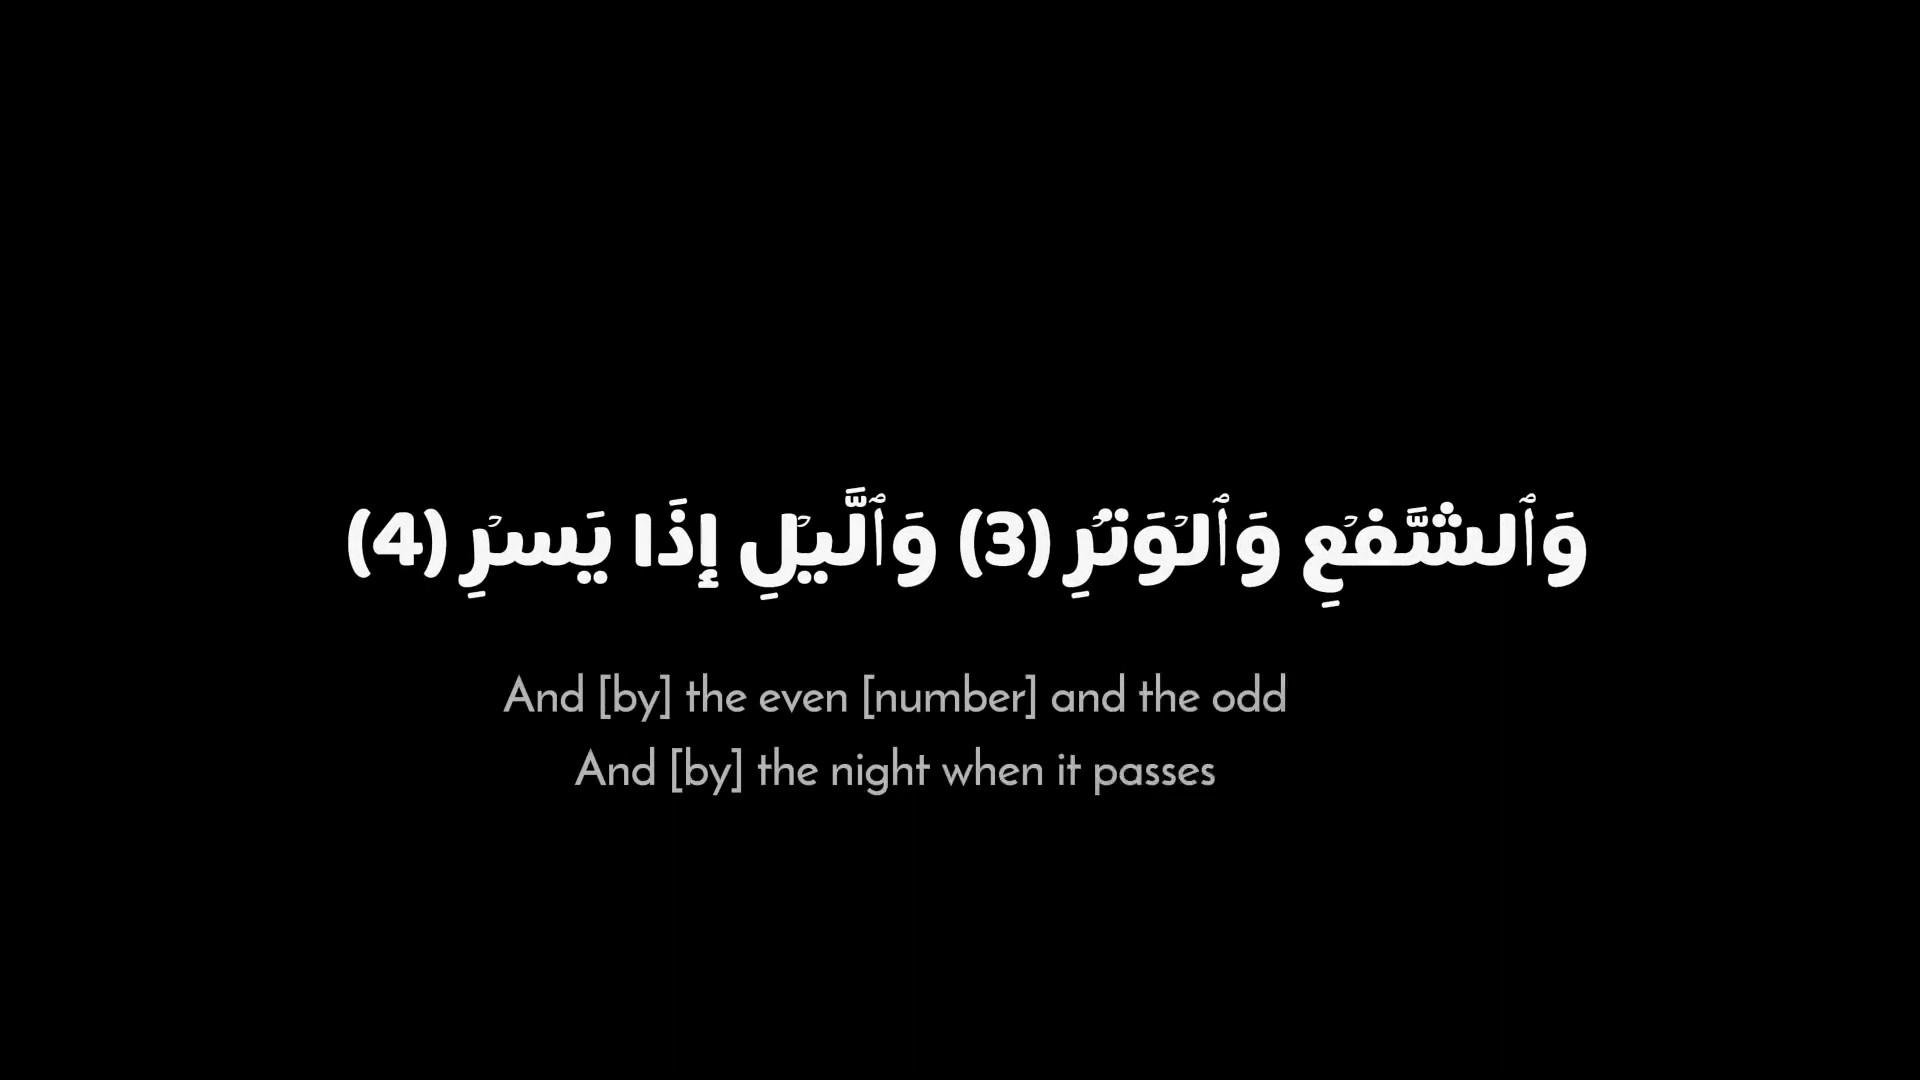 وَٱلشَّفۡعِ وَٱلۡوَتۡرِ (3) وَٱلَّيۡلِ إِذَا يَسۡرِ (4)
And [by] the even [number] and the odd
And [by] the night when it passes